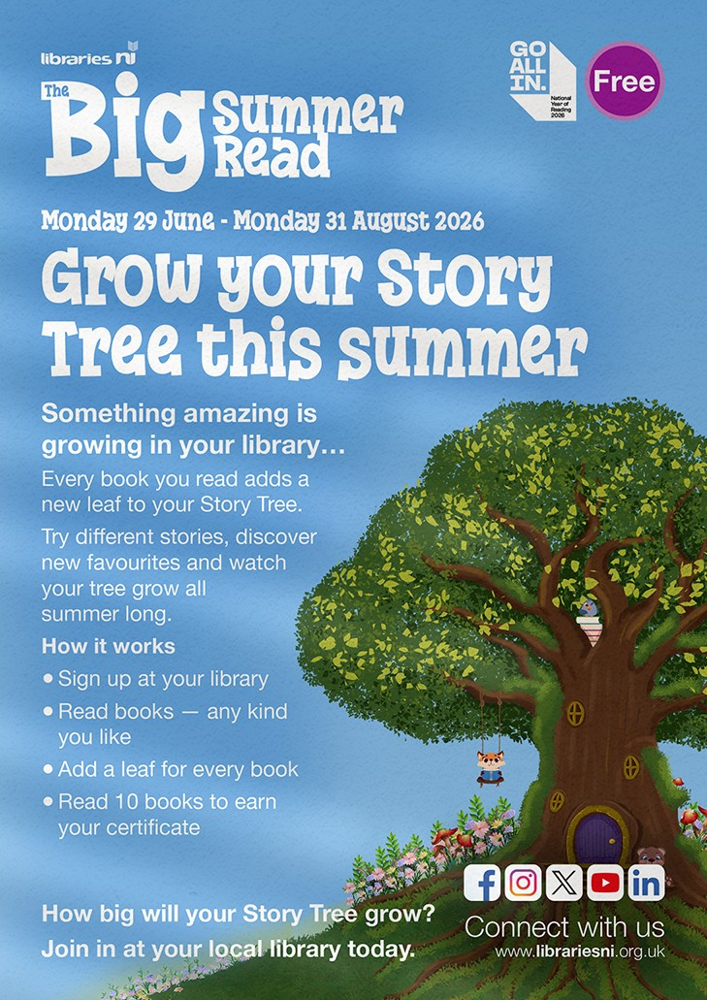 libraries ni
GO
ALL
IN.
National
Year of
Reading
2026
Free
The Big Summer
Read
Monday 29 June - Monday 31 August 2026
Grow your Story
Tree this summer
Something amazing is
growing in your library...
Every book you read adds a
new leaf to your Story Tree.
Try different stories, discover
new favourites and watch
your tree grow all
summer long.
How it works
• Sign up at your library
• Read books — any kind
you like
• Add a leaf for every book
• Read 10 books to earn
your certificate
How big will your Story Tree grow?
Join in at your local library today.
Connect with us
www.librariesni.org.uk